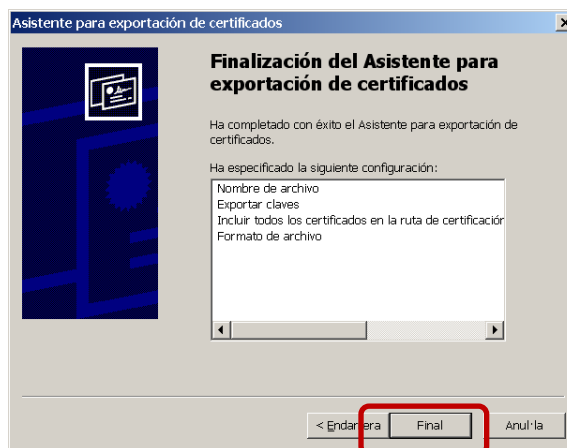 Asistente para exportación de certificados
Finalización del Asistente para
exportación de certificados
Ha completado con éxito el Asistente para exportación de
certificados.
Ha especificado la siguiente configuración:
Nombre de archivo
Exportar claves
Incluir todos los certificados en la ruta de certificación
Formato de archivo
< Endarrera
Final
Anul·la